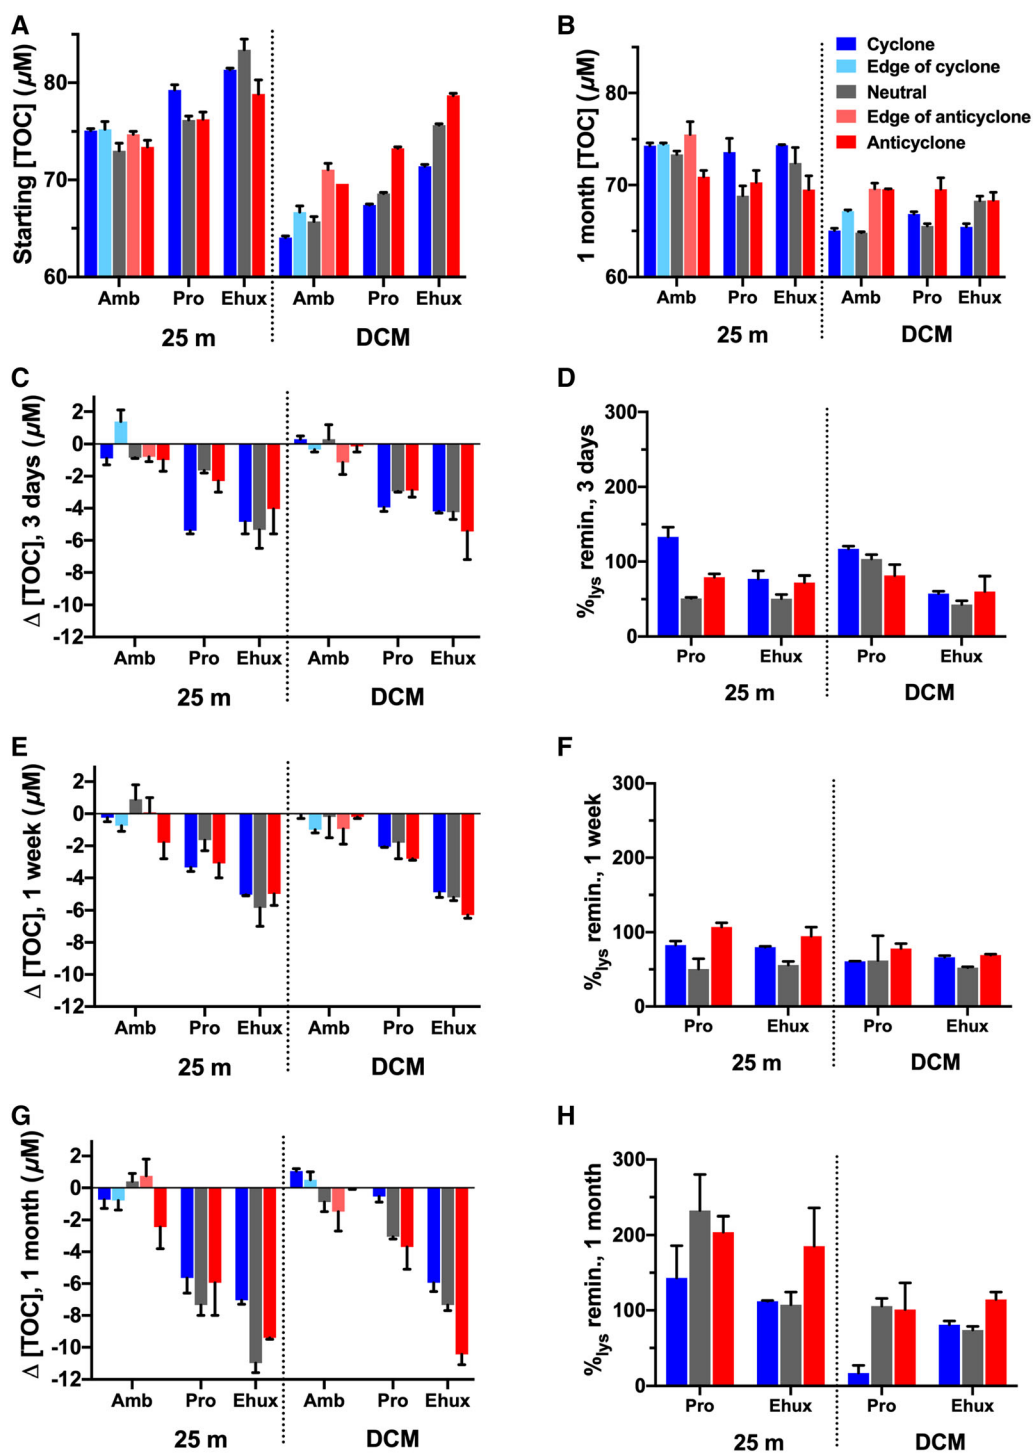 A
Starting [TOC] (µM)
80
70
60
Amb Pro Ehux Amb Pro Ehux
25 m DCM
B
1 month [TOC] (µM)
80
70
60
Cyclone
Edge of cyclone
Neutral
Edge of anticyclone
Anticyclone
Amb Pro Ehux Amb Pro Ehux
25 m DCM
C
Δ [TOC], 3 days (µM)
2
0
-2
-4
-6
-8
-10
-12
Amb Pro Ehux Amb Pro Ehux
25 m DCM
D
%lys remin., 3 days
300
200
100
0
Pro Ehux Pro Ehux
25 m DCM
E
Δ [TOC], 1 week (µM)
2
0
-2
-4
-6
-8
-10
-12
Amb Pro Ehux Amb Pro Ehux
25 m DCM
F
%lys remin., 1 week
300
200
100
0
Pro Ehux Pro Ehux
25 m DCM
G
Δ [TOC], 1 month (µM)
2
0
-2
-4
-6
-8
-10
-12
Amb Pro Ehux Amb Pro Ehux
25 m DCM
H
%lys remin., 1 month
300
200
100
0
Pro Ehux Pro Ehux
25 m DCM